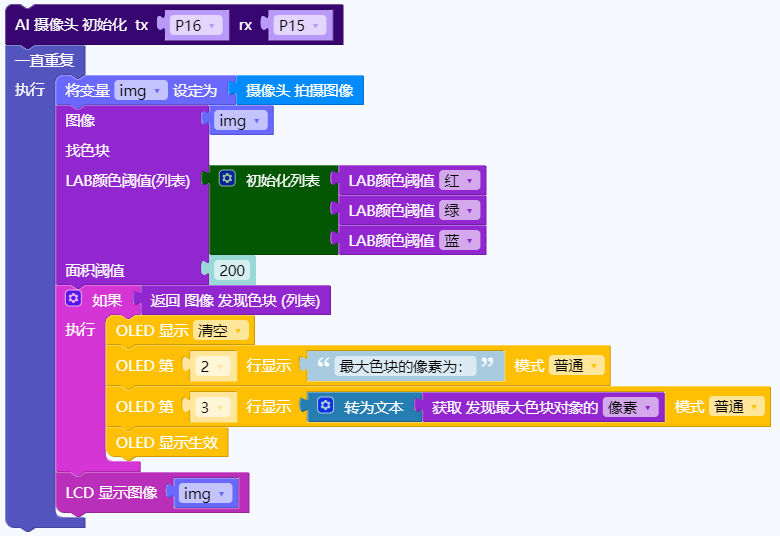 AI 摄像头 初始化 tx P16 rx P15
一直重复
执行 将变量 img 设定为 摄像头 拍摄图像
图像 img
找色块
LAB颜色阈值(列表) 初始化列表 LAB颜色阈值 红
LAB颜色阈值 绿
LAB颜色阈值 蓝
面积阈值 200
如果 返回 图像 发现色块 (列表)
执行 OLED 显示 清空
OLED 第 2 行显示 “ 最大色块的像素为： ” 模式 普通
OLED 第 3 行显示 转为文本 获取 发现最大色块对象的 像素 模式 普通
OLED 显示生效
LCD 显示图像 img